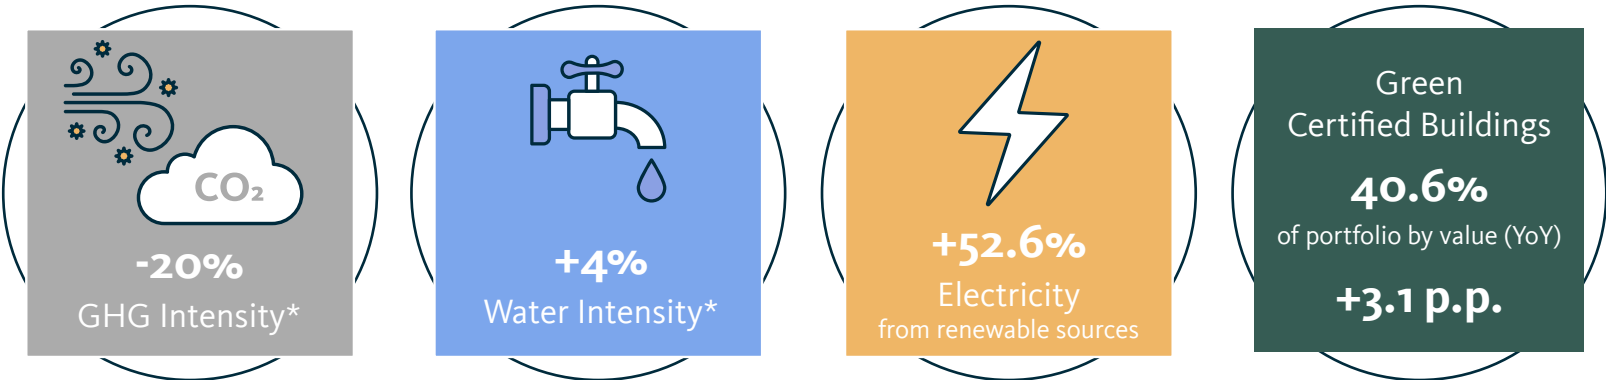 CO₂
-20%
GHG Intensity*
+4%
Water Intensity*
+52.6%
Electricity
from renewable sources
Green
Certified Buildings
40.6%
of portfolio by value (YoY)
+3.1 p.p.